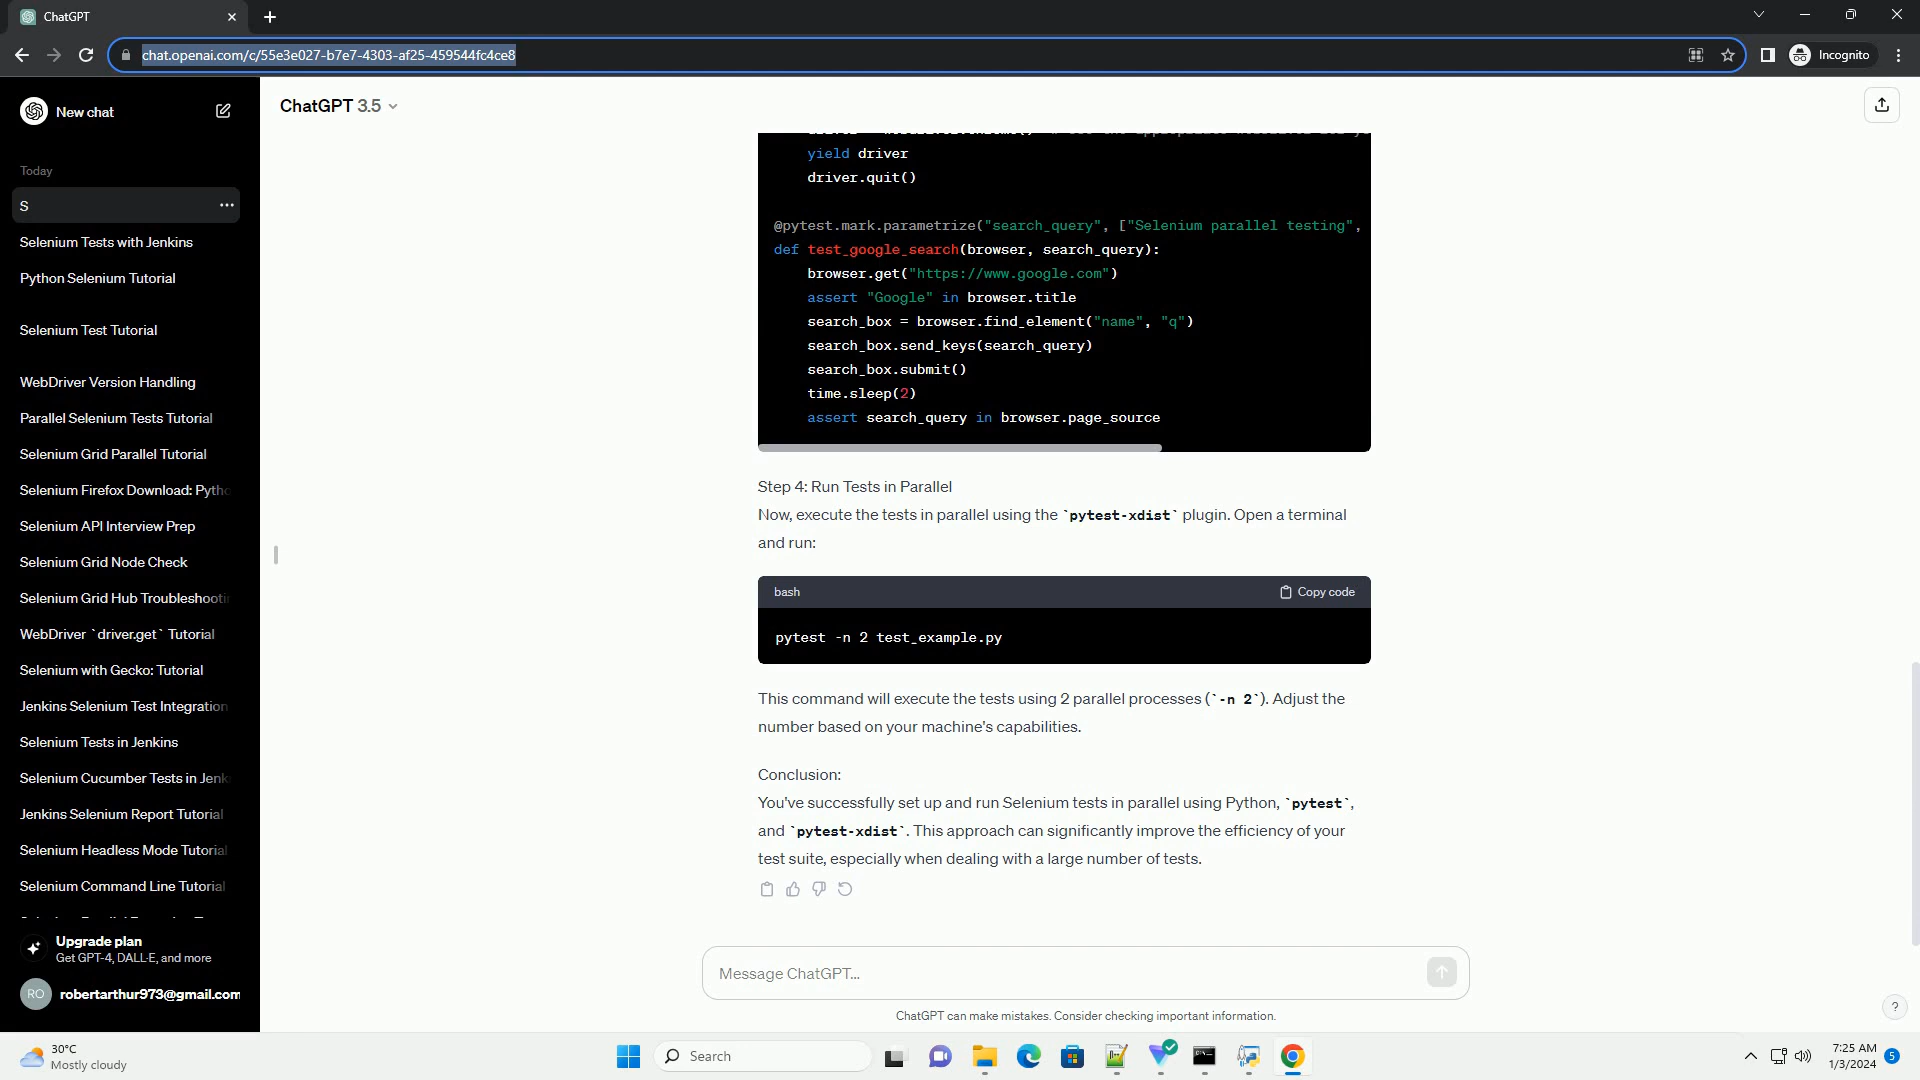 ChatGPT
chat.openai.com/c/55e3e027-b7e7-4303-af25-459544fc4ce8
Incognito
New chat
ChatGPT 3.5
Today
S
Selenium Tests with Jenkins
Python Selenium Tutorial
Selenium Test Tutorial
WebDriver Version Handling
Parallel Selenium Tests Tutorial
Selenium Grid Parallel Tutorial
Selenium Firefox Download: Pytho
Selenium API Interview Prep
Selenium Grid Node Check
Selenium Grid Hub Troubleshooti
WebDriver `driver.get` Tutorial
Selenium with Gecko: Tutorial
Jenkins Selenium Test Integration
Selenium Tests in Jenkins
Selenium Cucumber Tests in Jenk
Jenkins Selenium Report Tutorial
Selenium Headless Mode Tutorial
Selenium Command Line Tutorial
Upgrade plan
Get GPT-4, DALL·E, and more
RO robertarthur973@gmail.com
yield driver
driver.quit()
@pytest.mark.parametrize("search_query", ["Selenium parallel testing",
def test_google_search(browser, search_query):
browser.get("https://www.google.com")
assert "Google" in browser.title
search_box = browser.find_element("name", "q")
search_box.send_keys(search_query)
search_box.submit()
time.sleep(2)
assert search_query in browser.page_source
Step 4: Run Tests in Parallel
Now, execute the tests in parallel using the `pytest-xdist` plugin. Open a terminal
and run:
bash Copy code
pytest -n 2 test_example.py
This command will execute the tests using 2 parallel processes (`-n 2`). Adjust the
number based on your machine's capabilities.
Conclusion:
You've successfully set up and run Selenium tests in parallel using Python, `pytest`,
and `pytest-xdist`. This approach can significantly improve the efficiency of your
test suite, especially when dealing with a large number of tests.
Message ChatGPT...
ChatGPT can make mistakes. Consider checking important information.
?
30°C
Mostly cloudy
Search
7:25 AM
1/3/2024
5